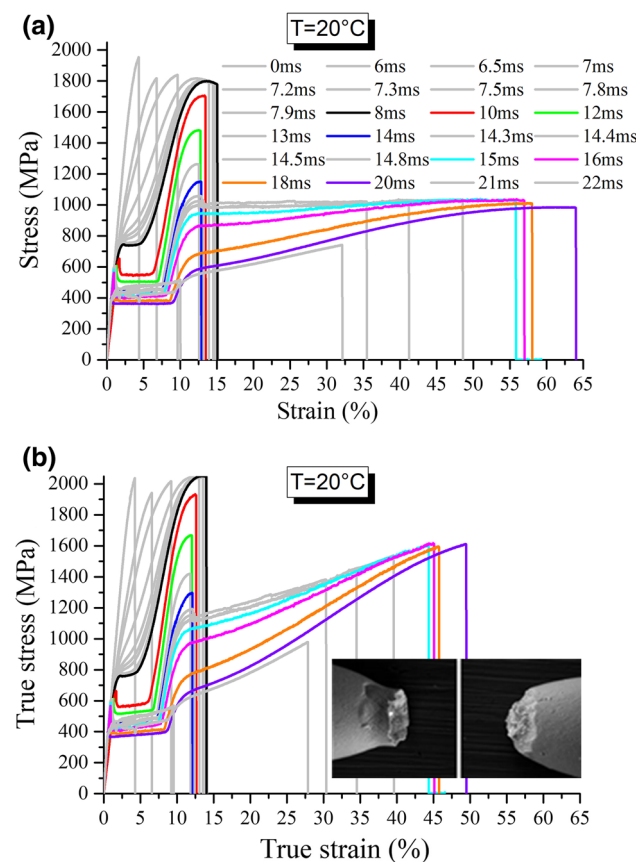 (a)
T=20°C
2000
1800
1600
1400
1200
1000
800
600
400
200
0
Stress (MPa)
0ms 6ms 6.5ms 7ms
7.2ms 7.3ms 7.5ms 7.8ms
7.9ms 8ms 10ms 12ms
13ms 14ms 14.3ms 14.4ms
14.5ms 14.8ms 15ms 16ms
18ms 20ms 21ms 22ms
0 5 10 15 20 25 30 35 40 45 50 55 60 65
Strain (%)
(b)
T=20°C
2000
1800
1600
1400
1200
1000
800
600
400
200
0
True stress (MPa)
0 5 10 15 20 25 30 35 40 45 50 55 60 65
True strain (%)